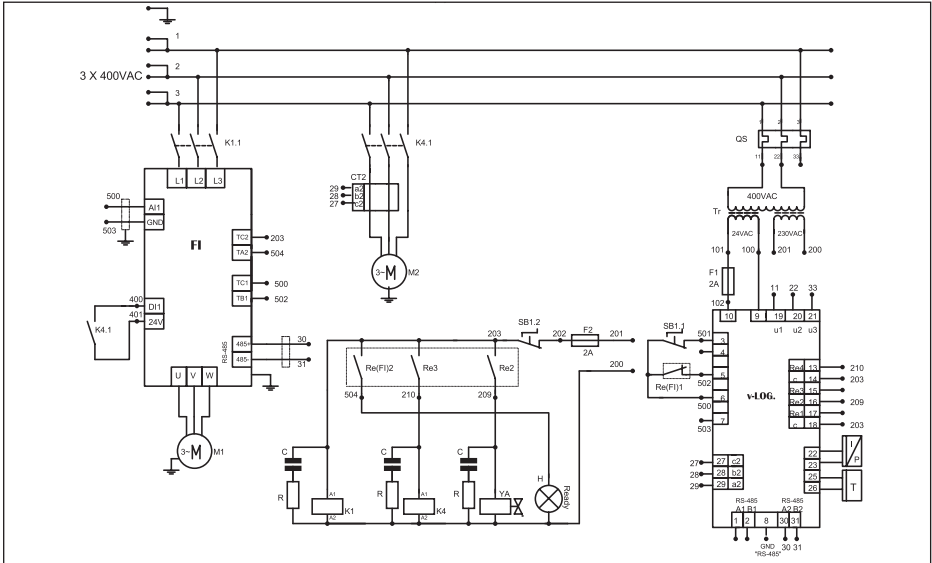 1
2
3 X 400VAC
3
K1.1
K4.1
1 2 3
QS
11 22 33
L1 L2 L3
CT2
29 a2
28 b2
27 c2
400VAC
Tr
24VAC 230VAC
500 AI1
503 GND
FI
TC2 203
TA2 504
TC1 500
TB1 502
3~M M2
101 100 201 200
F1
2A
102
11 22 33
10 9 19 20 21
u1 u2 u3
400 DI1
401 24V
K4.1
RS-485
485+ 30
485- 31
U V W
3~M M1
SB1.2
203 202 F2 201
2A
200
Re(FI)2 Re3 Re2
504 210 209
SB1.1
501 3
4
5
502
Re(FI)1
6
500
7
503
v-LOG.
Re4 13 210
c 14 203
Re3 15
Re2 16 209
Re1 17
c 18 203
22
23
I/P
25
26
T
27 27 c2
28 28 b2
29 29 a2
C C C
R R R
A1 A1
K1 K4 YA
A2 A2
H
Ready
RS-485 RS-485
A1 B1 A2 B2
1 2 8 30 31
GND 30 31
"RS-485"